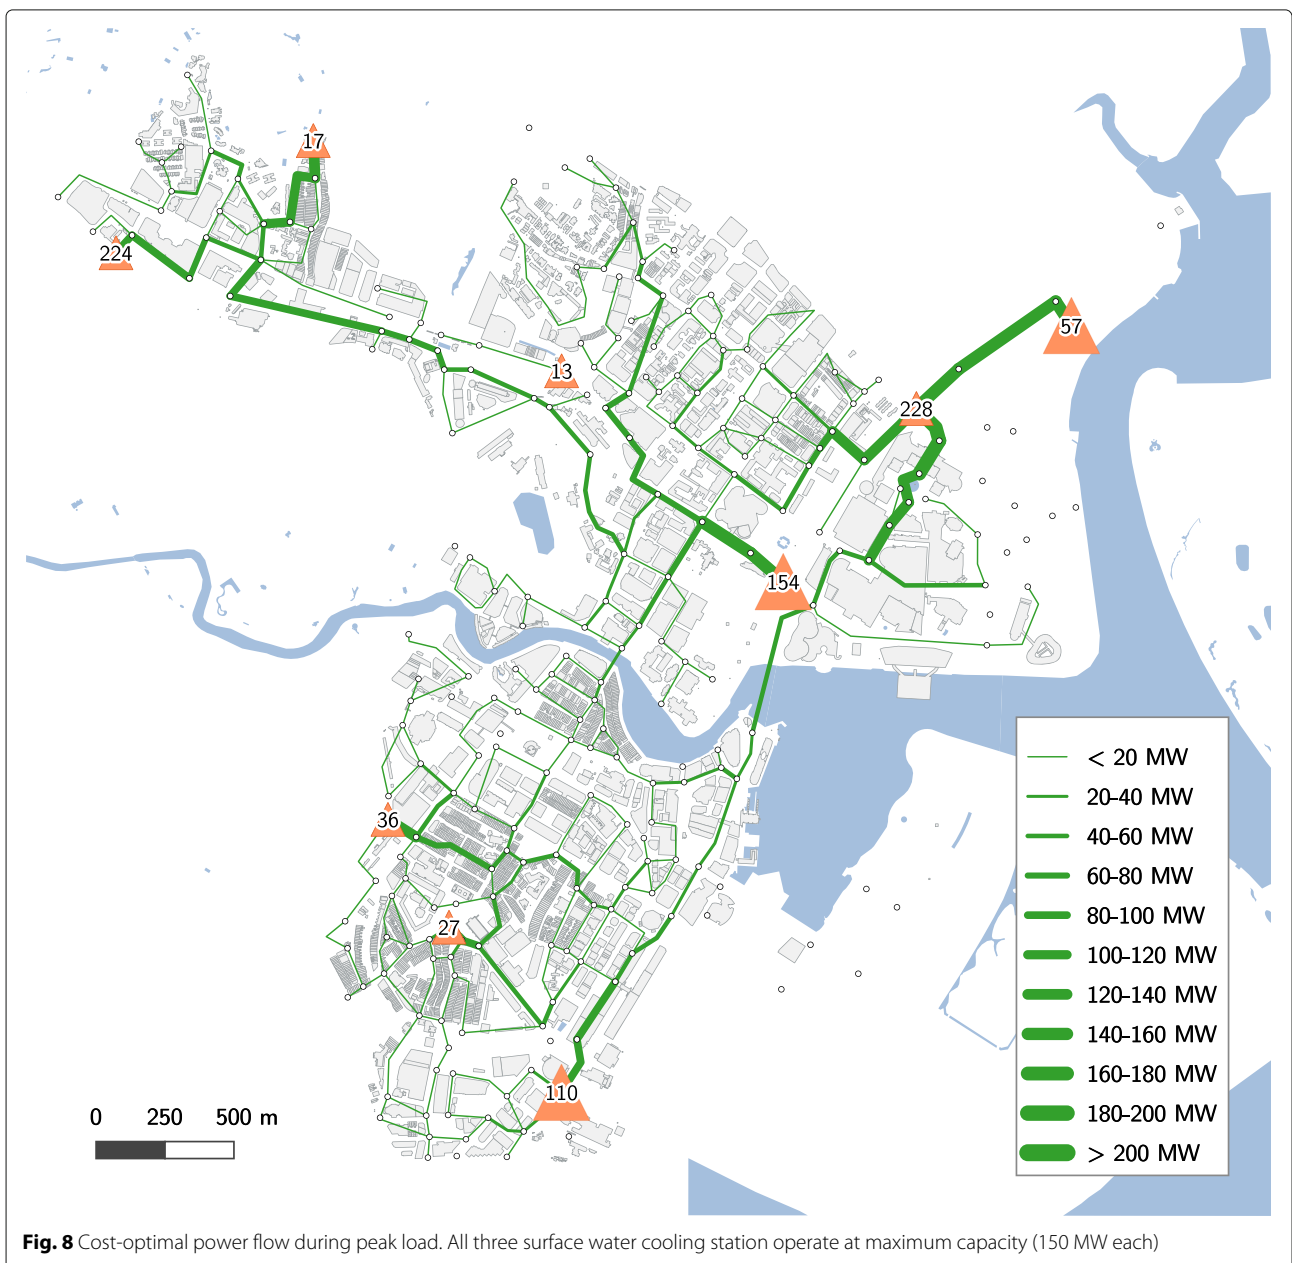 17
224
13
57
228
154
36
27
110
0 250 500 m
< 20 MW
20–40 MW
40–60 MW
60–80 MW
80–100 MW
100–120 MW
120–140 MW
140–160 MW
160–180 MW
180–200 MW
> 200 MW
Fig. 8 Cost-optimal power flow during peak load. All three surface water cooling station operate at maximum capacity (150 MW each)